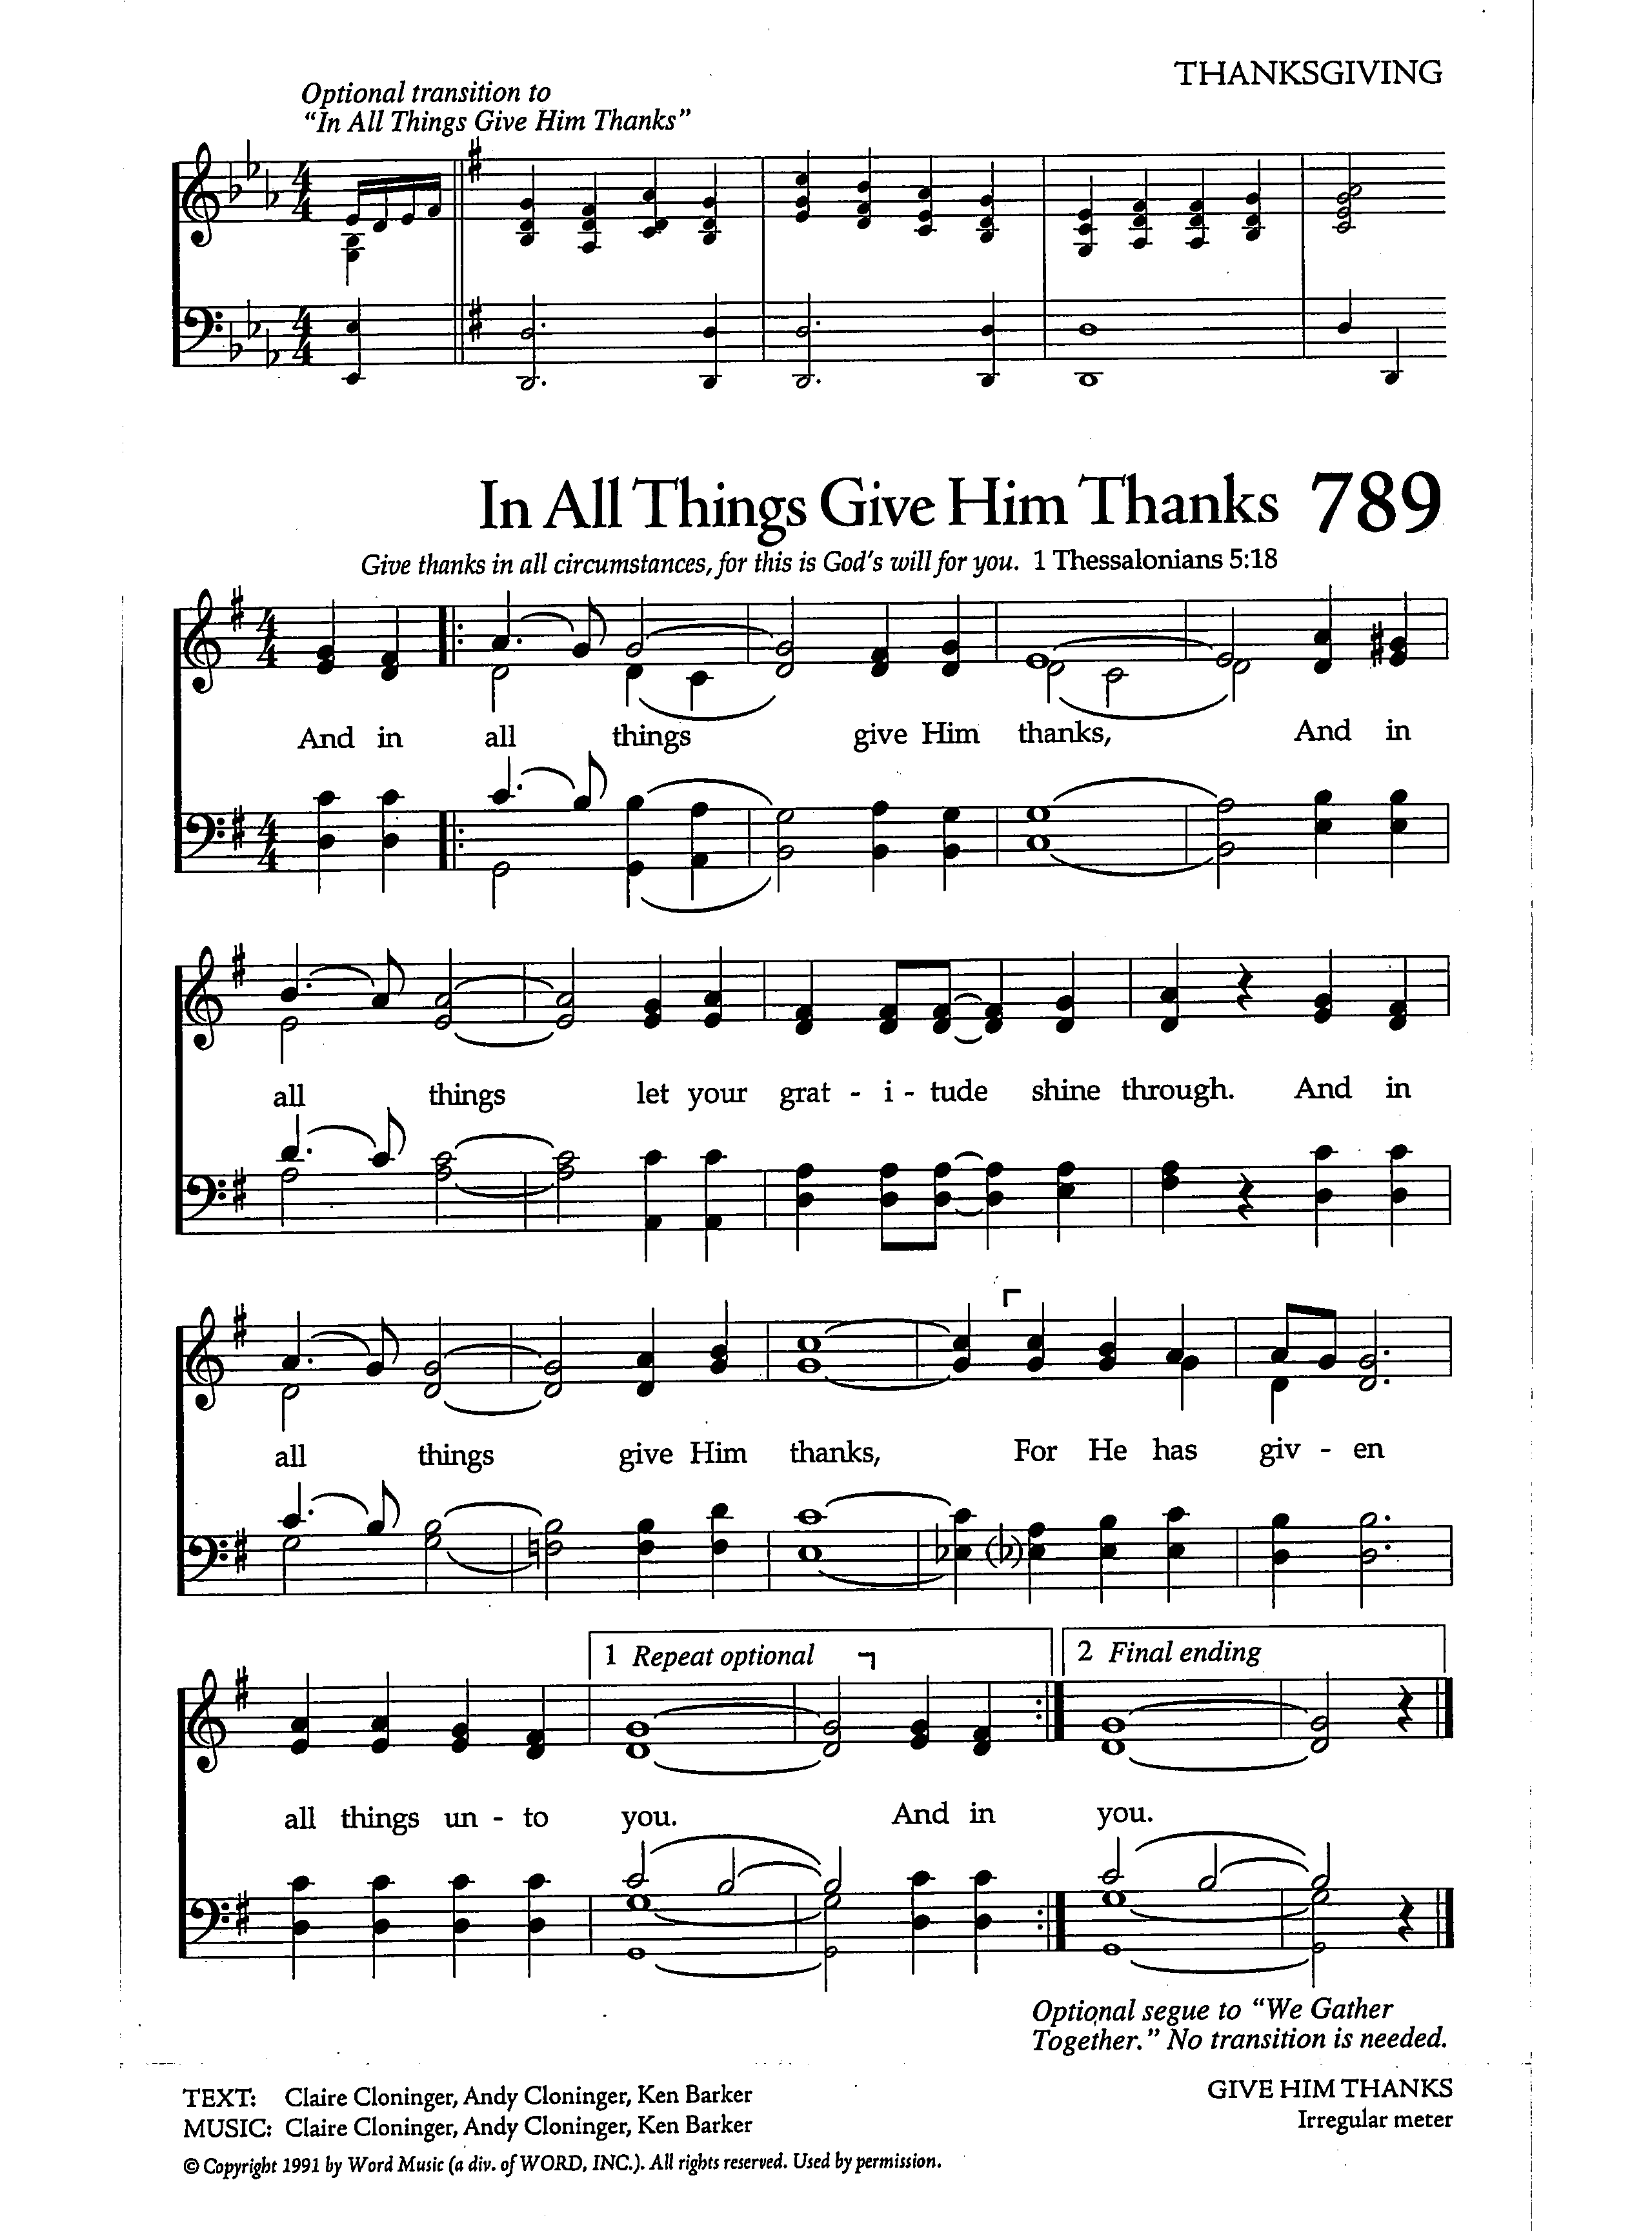 THANKSGIVING
Optional transition to
“In All Things Give Him Thanks”
In All Things Give Him Thanks 789
Give thanks in all circumstances, for this is God's will for you. 1 Thessalonians 5:18
And in all things give Him thanks, And in
all things let your grat - i - tude shine through. And in
all things give Him thanks, For He has giv - en
1 Repeat optional 2 Final ending
all things un - to you. And in you.
Optional segue to “We Gather
Together.” No transition is needed.
TEXT: Claire Cloninger, Andy Cloninger, Ken Barker
MUSIC: Claire Cloninger, Andy Cloninger, Ken Barker
GIVE HIM THANKS
Irregular meter
© Copyright 1991 by Word Music (a div. of WORD, INC.). All rights reserved. Used by permission.